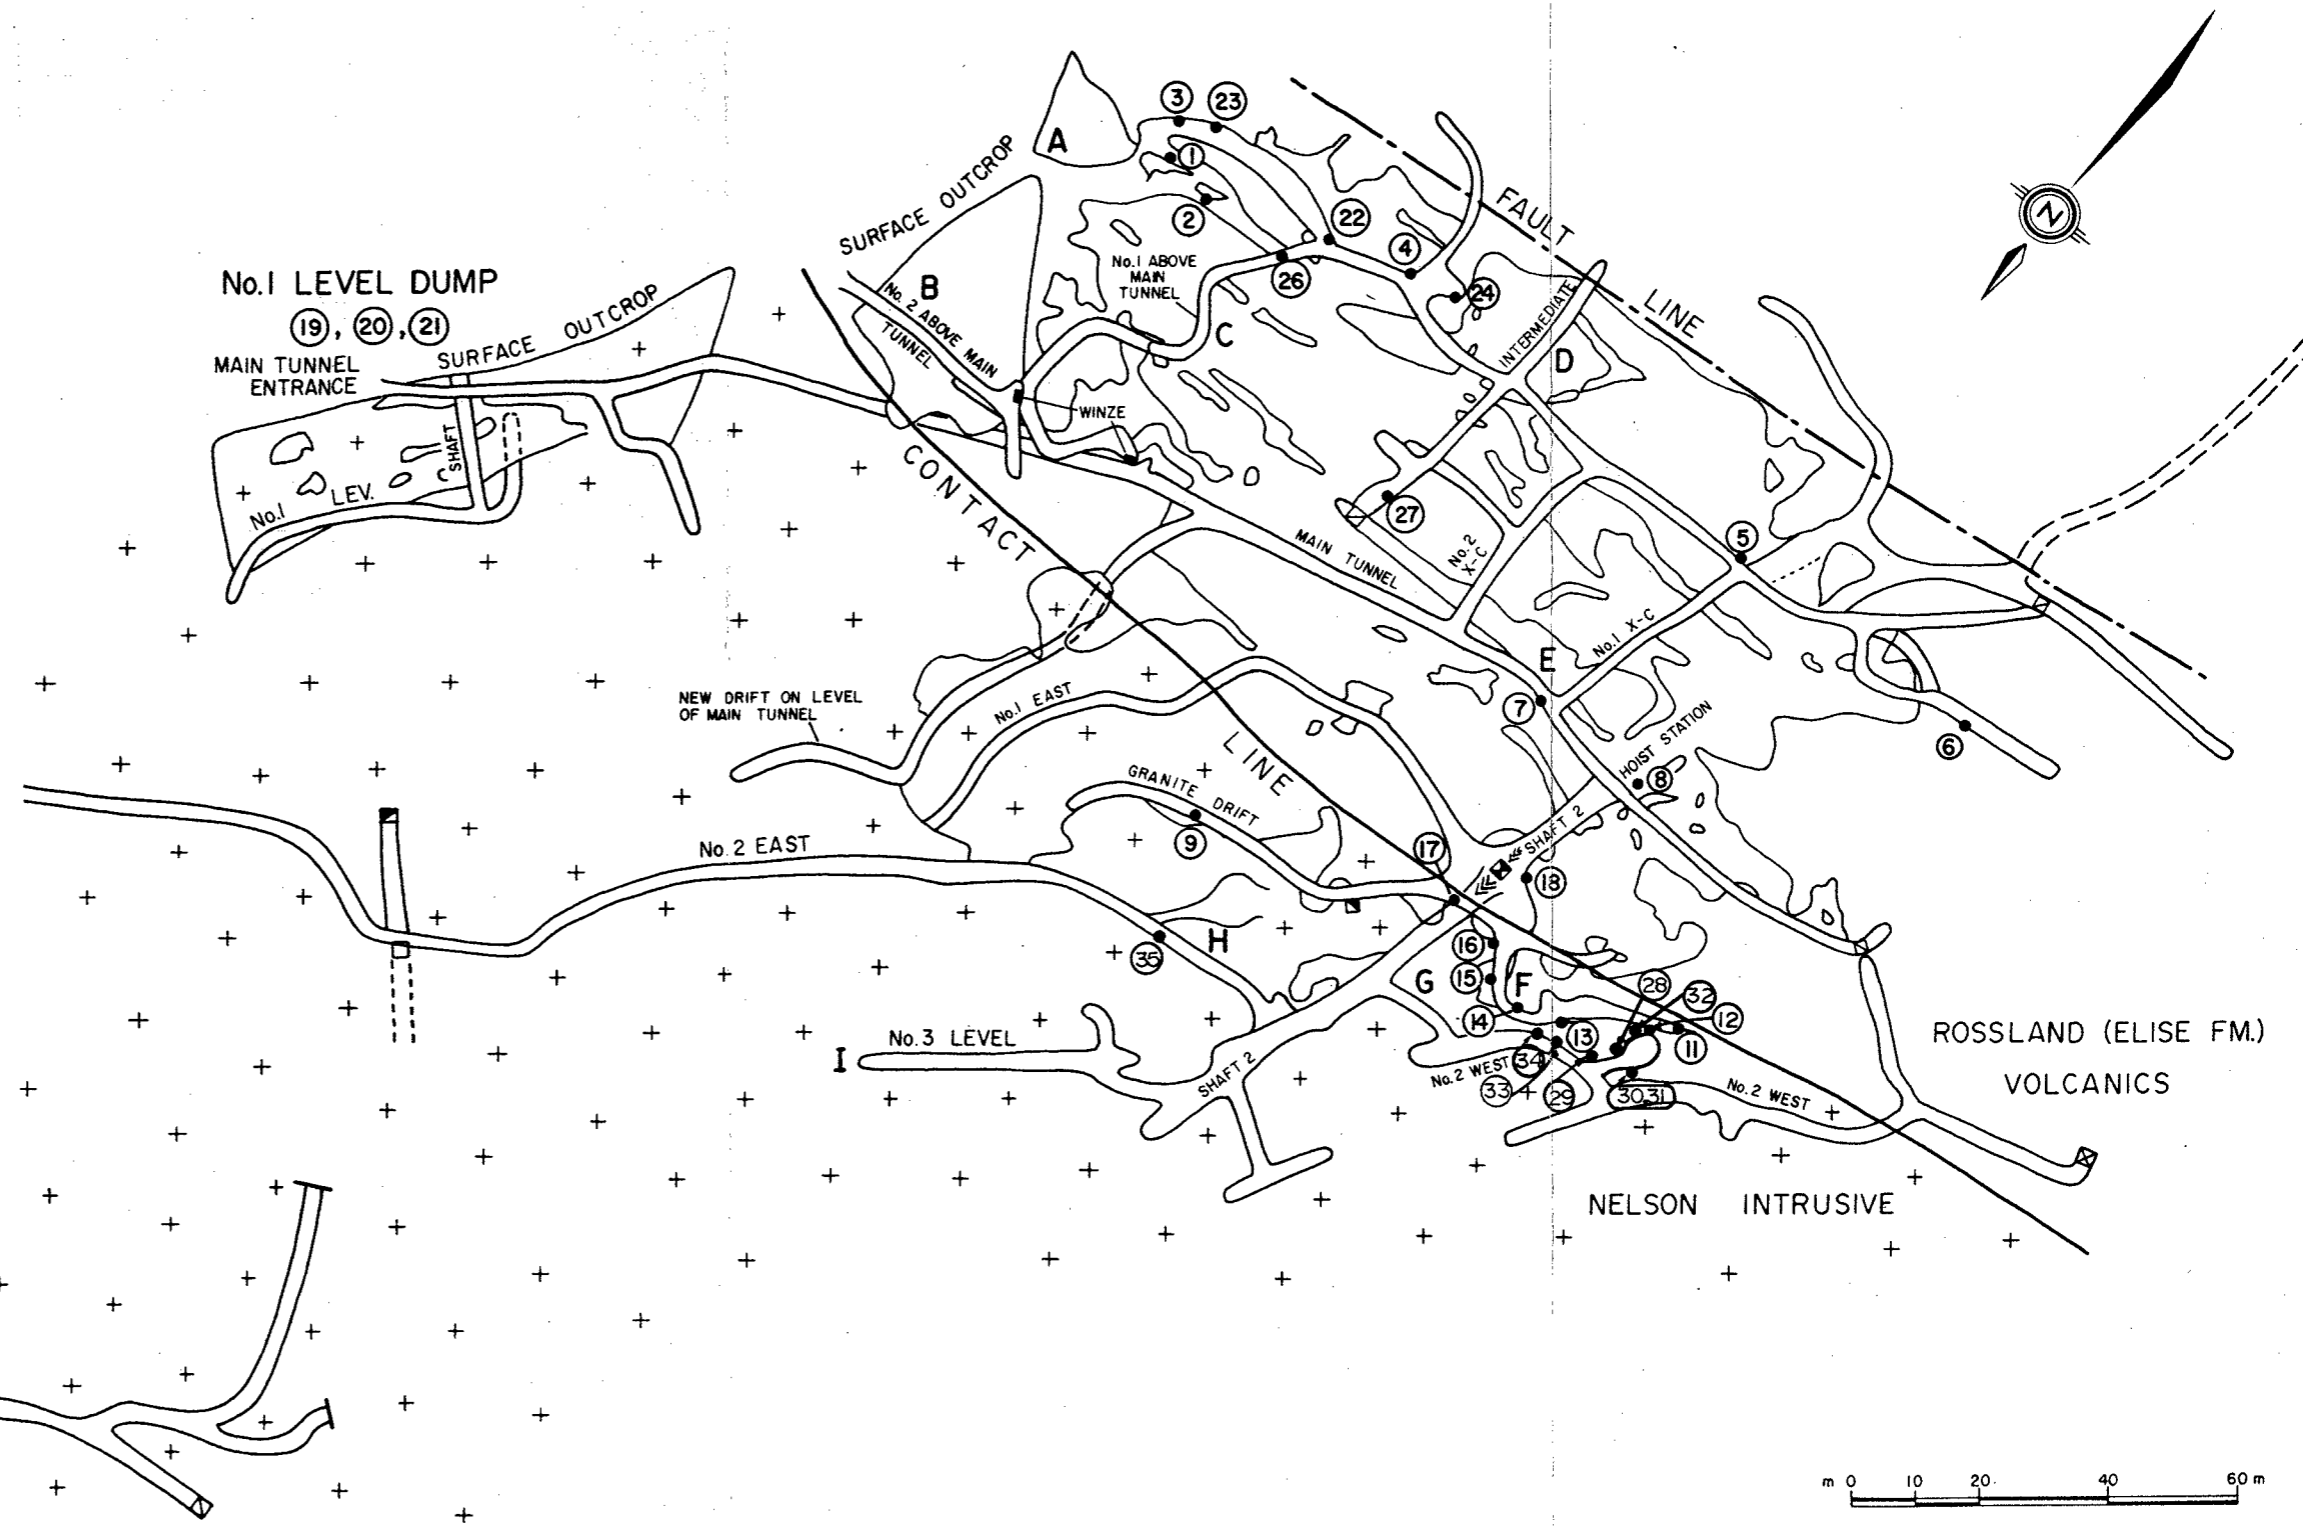 3
23
A
1
SURFACE OUTCROP
2
22
4
FAULT
LINE
N
No.1 ABOVE
MAIN
TUNNEL
26
24
B
No. 2 ABOVE MAIN
TUNNEL
C
INTERMEDIATE
D
No.1 LEVEL DUMP
19, 20, 21
MAIN TUNNEL
ENTRANCE
SURFACE OUTCROP
SHAFT
No.1 LEV.
WINZE
CONTACT
LINE
27
No. 2
X-C
MAIN TUNNEL
5
No.1 X-C
E
7
6
NEW DRIFT ON LEVEL
OF MAIN TUNNEL
No.1 EAST
HOIST STATION
8
GRANITE DRIFT
9
SHAFT 2
17
18
No. 2 EAST
35
H
16
15
G
F
14
28
32
12
13
11
34
33
29
30,31
No. 2 WEST
No. 2 WEST
No. 3 LEVEL
I
SHAFT 2
ROSSLAND (ELISE FM.)
VOLCANICS
NELSON INTRUSIVE
m 0 10 20 40 60 m